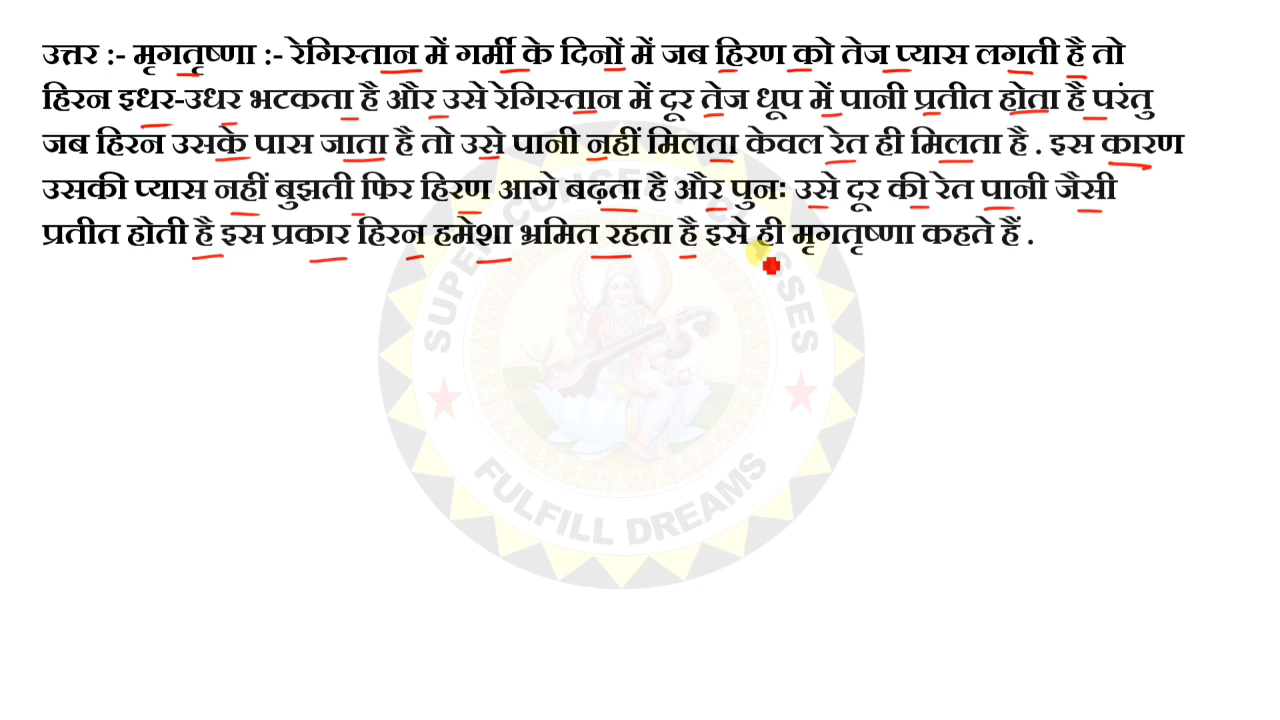 उत्तर :- मृगतृष्णा :- रेगिस्तान में गर्मी के दिनों में जब हिरण को तेज प्यास लगती है तो
हिरन इधर-उधर भटकता है और उसे रेगिस्तान में दूर तेज धूप में पानी प्रतीत होता है परंतु
जब हिरन उसके पास जाता है तो उसे पानी नहीं मिलता केवल रेत ही मिलता है . इस कारण
उसकी प्यास नहीं बुझती फिर हिरण आगे बढ़ता है और पुनः उसे दूर की रेत पानी जैसी
प्रतीत होती है इस प्रकार हिरन हमेशा भ्रमित रहता है इसे ही मृगतृष्णा कहते हैं .
FULFILL DREAMS